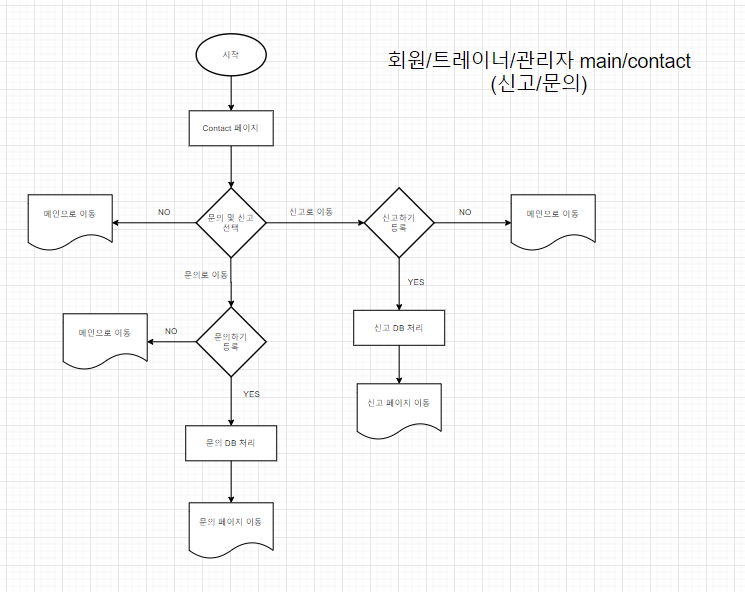 시작
회원/트레이너/관리자 main/contact
(신고/문의)
Contact 페이지
메인으로 이동
NO
문의 및 신고
선택
신고로 이동
신고하기
등록
NO
메인으로 이동
문의로 이동
YES
메인으로 이동
NO
문의하기
등록
신고 DB 처리
YES
신고 페이지 이동
문의 DB 처리
문의 페이지 이동